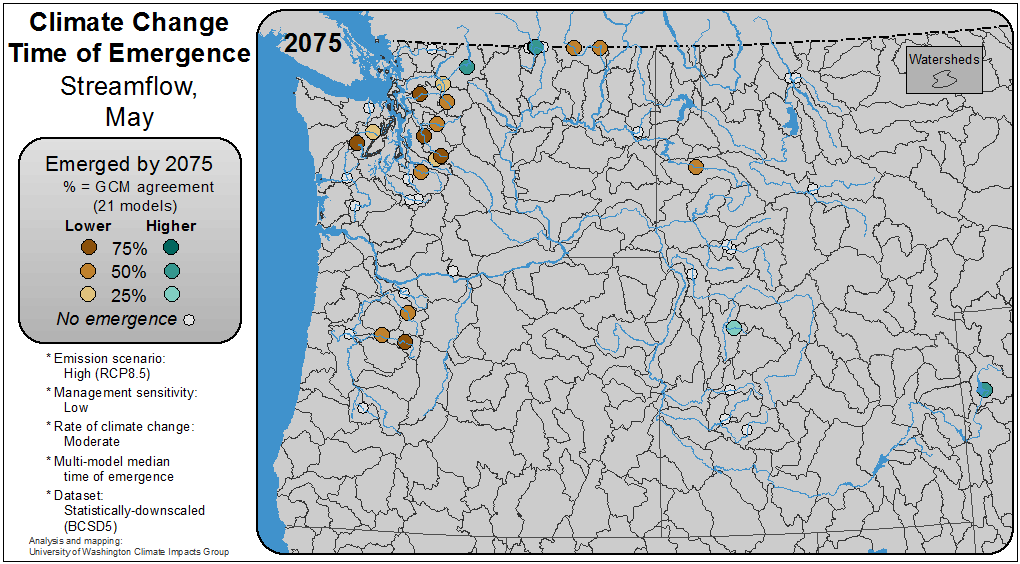 Climate Change
Time of Emergence
Streamflow,
May
Emerged by 2075
% = GCM agreement
(21 models)
Lower Higher
75%
50%
25%
No emergence
* Emission scenario:
High (RCP8.5)
* Management sensitivity:
Low
* Rate of climate change:
Moderate
* Multi-model median
time of emergence
* Dataset:
Statistically-downscaled
(BCSD5)
Analysis and mapping:
University of Washington Climate Impacts Group
2075
Watersheds